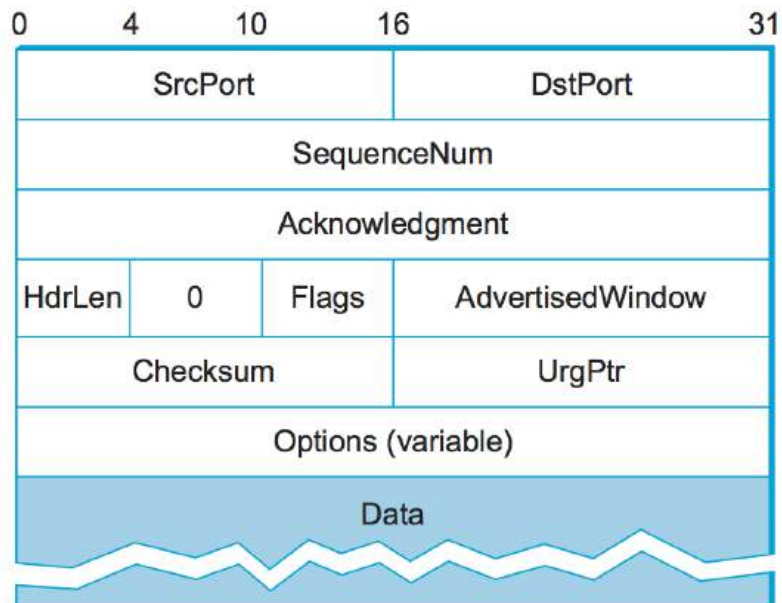 0 4 10 16 31
SrcPort DstPort
SequenceNum
Acknowledgment
HdrLen 0 Flags AdvertisedWindow
Checksum UrgPtr
Options (variable)
Data